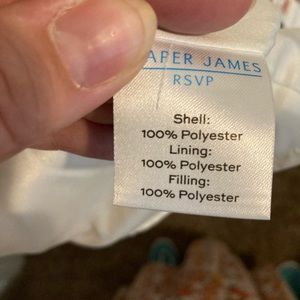 APER JAMES
RSVP
Shell:
100% Polyester
Lining:
100% Polyester
Filling:
100% Polyester